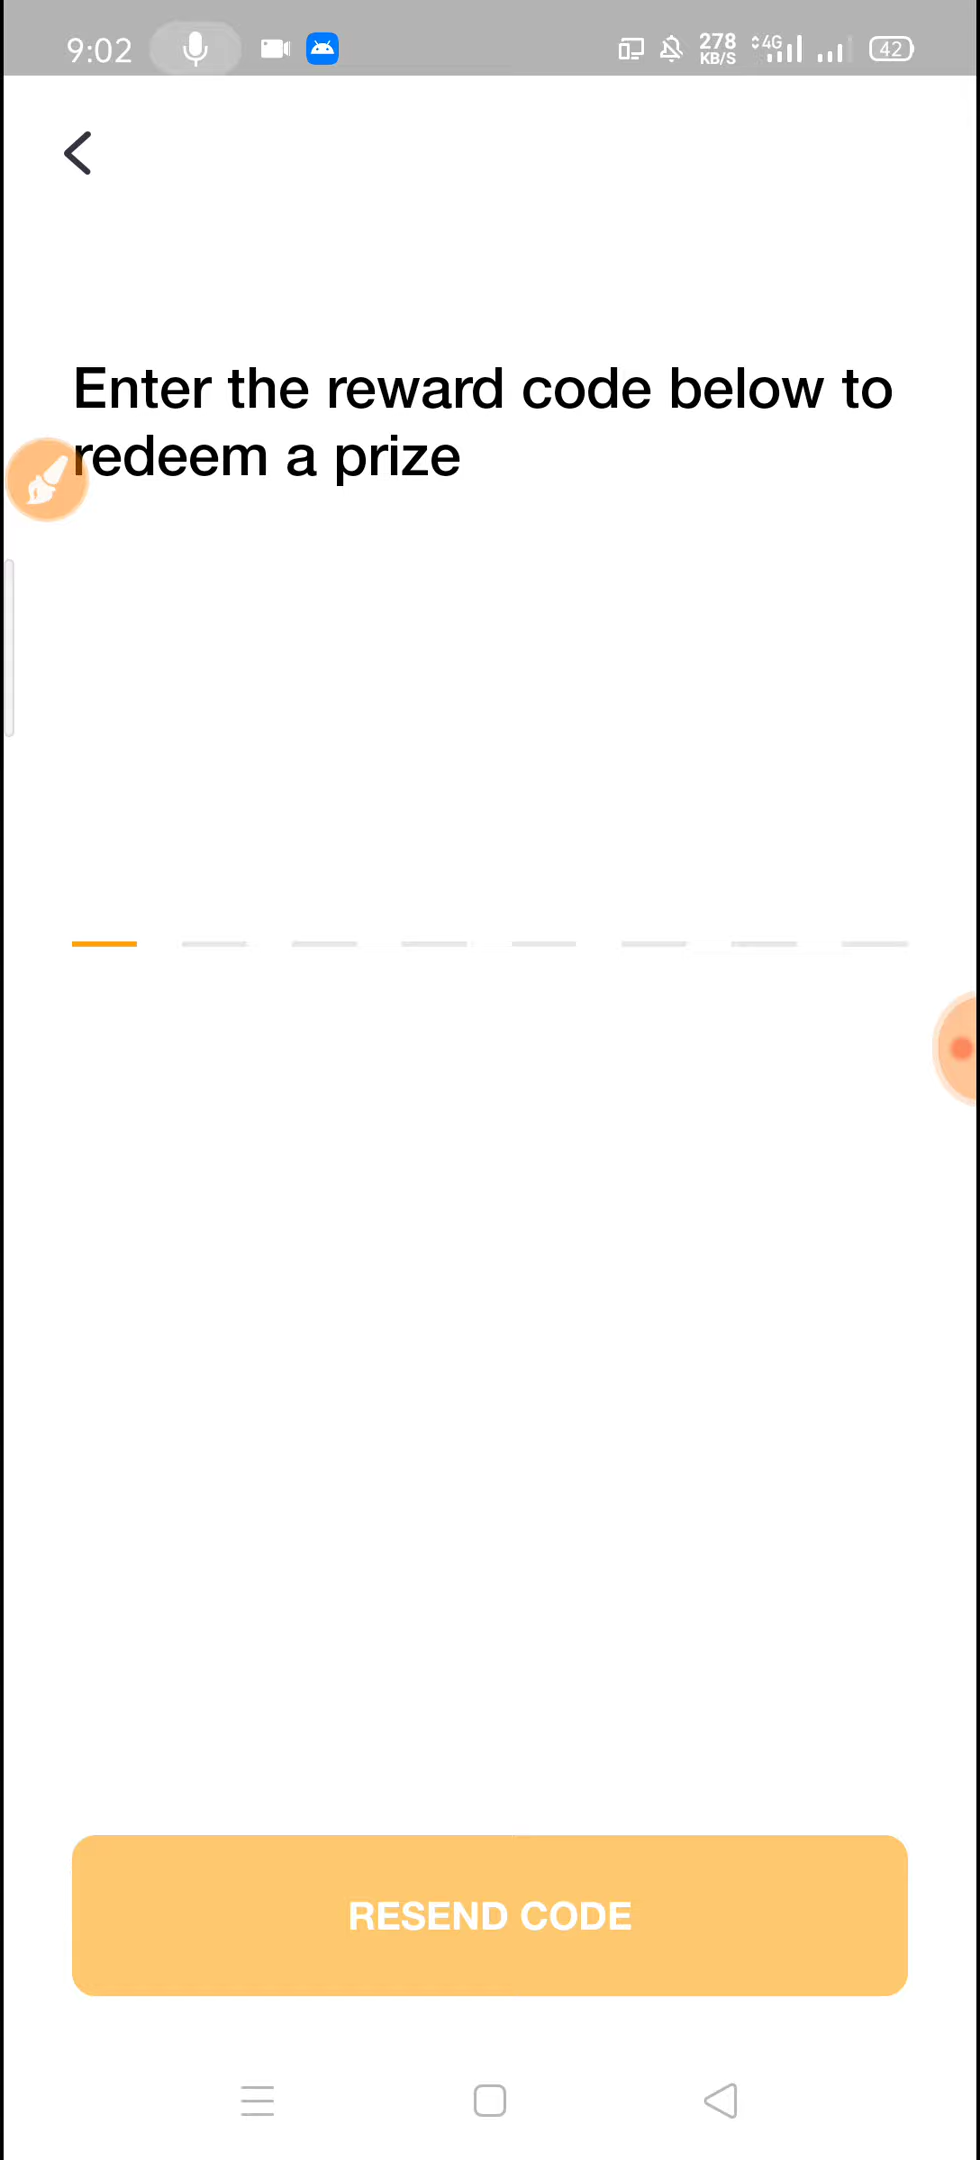 9:02
278
KB/S
4G
42
Enter the reward code below to
redeem a prize
RESEND CODE